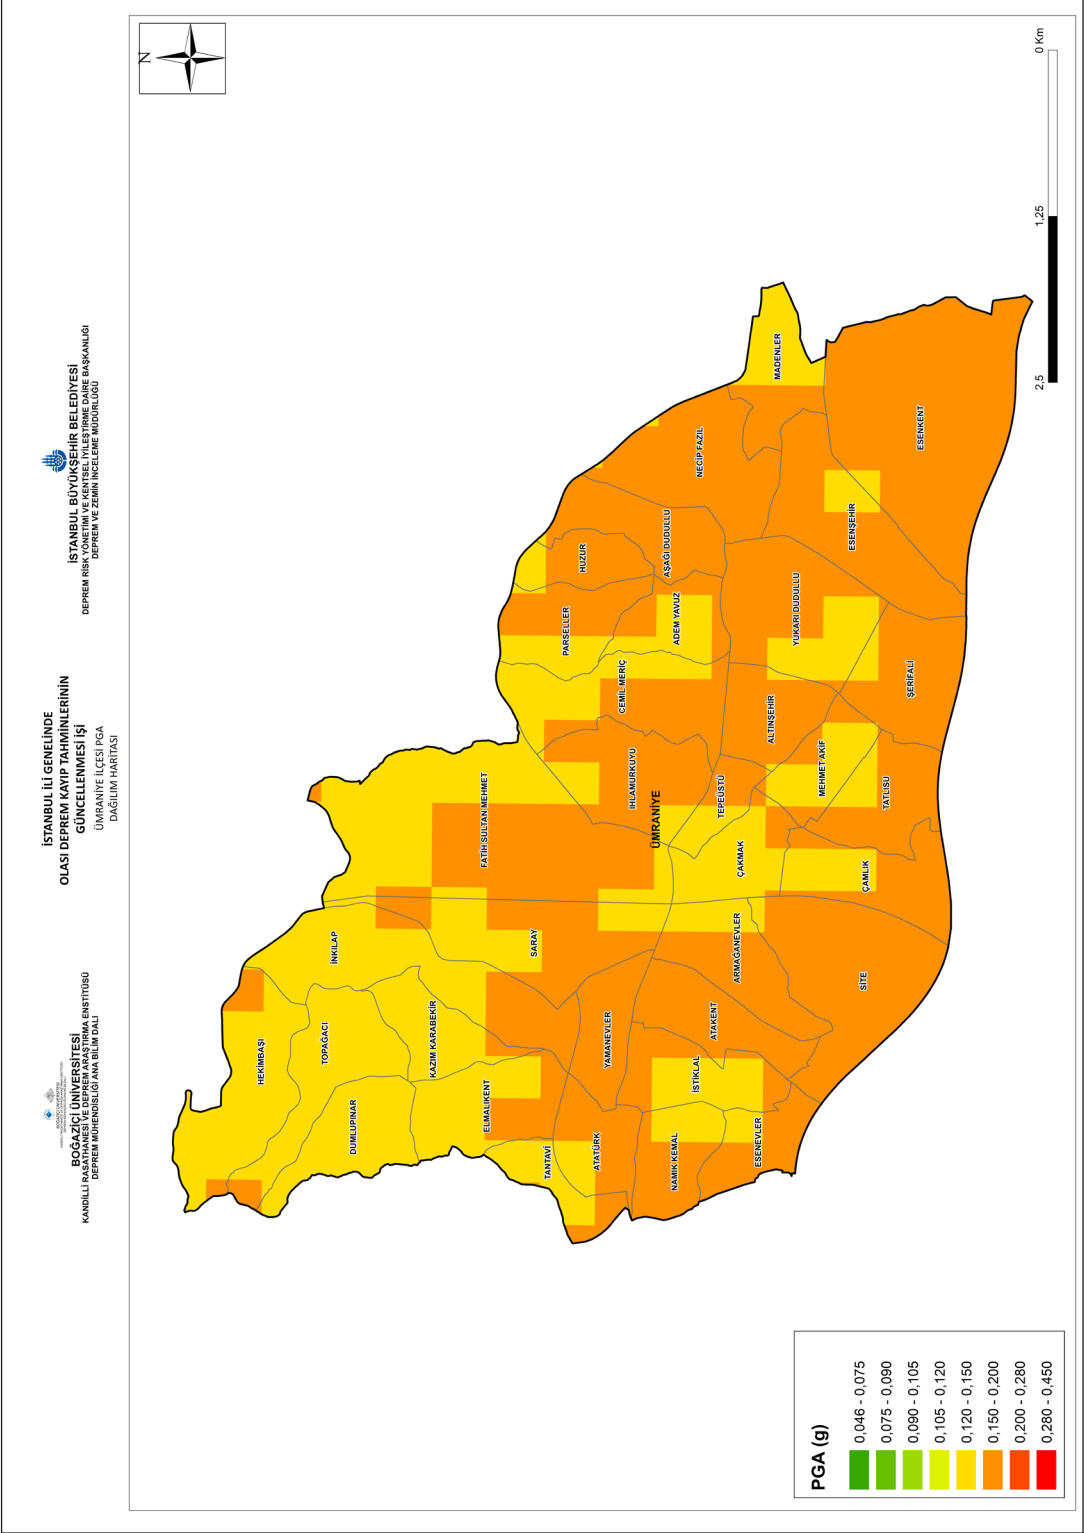 BOĞAZİÇİ ÜNİVERSİTESİ
KANDİLLİ RASATHANESİ VE DEPREM ARAŞTIRMA ENSTİTÜSÜ
DEPREM MÜHENDİSLİĞİ ANA BİLİM DALI
İSTANBUL İLİ GENELİNDE
OLASI DEPREM KAYIP TAHMİNLERİNİN
GÜNCELLENMESİ İŞİ
ÜMRANİYE İLÇESİ PGA
DAĞILIM HARİTASI
İSTANBUL BÜYÜKŞEHİR BELEDİYESİ
DEPREM RİSK YÖNETİMİ VE KENTSEL İYİLEŞTİRME DAİRE BAŞKANLIĞI
DEPREM VE ZEMİN İNCELEME MÜDÜRLÜĞÜ
N
HEKİMBAŞI
TOPAĞACI
İNKILAP
DUMLUPINAR
KAZIM KARABEKİR
ELMALIKENT
SARAY
FATİH SULTAN MEHMET
TANTAVİ
ATATÜRK
YAMANEVLER
PARSELLER
HUZUR
CEMİL MERİÇ
IHLAMURKUYU
ÜMRANİYE
ADEM YAVUZ
AŞAĞI DUDULLU
NECİP FAZIL
NAMIK KEMAL
İSTİKLAL
ATAKENT
ARMAĞANEVLER
ÇAKMAK
TEPEÜSTÜ
ESENEVLER
ALTINŞEHİR
YUKARI DUDULLU
MADENLER
MEHMET AKİF
ESENŞEHİR
SİTE
ÇAMLIK
TATLISU
ŞERİFALİ
ESENKENT
2,5
1,25
0 Km
PGA (g)
0,046 - 0,075
0,075 - 0,090
0,090 - 0,105
0,105 - 0,120
0,120 - 0,150
0,150 - 0,200
0,200 - 0,280
0,280 - 0,450